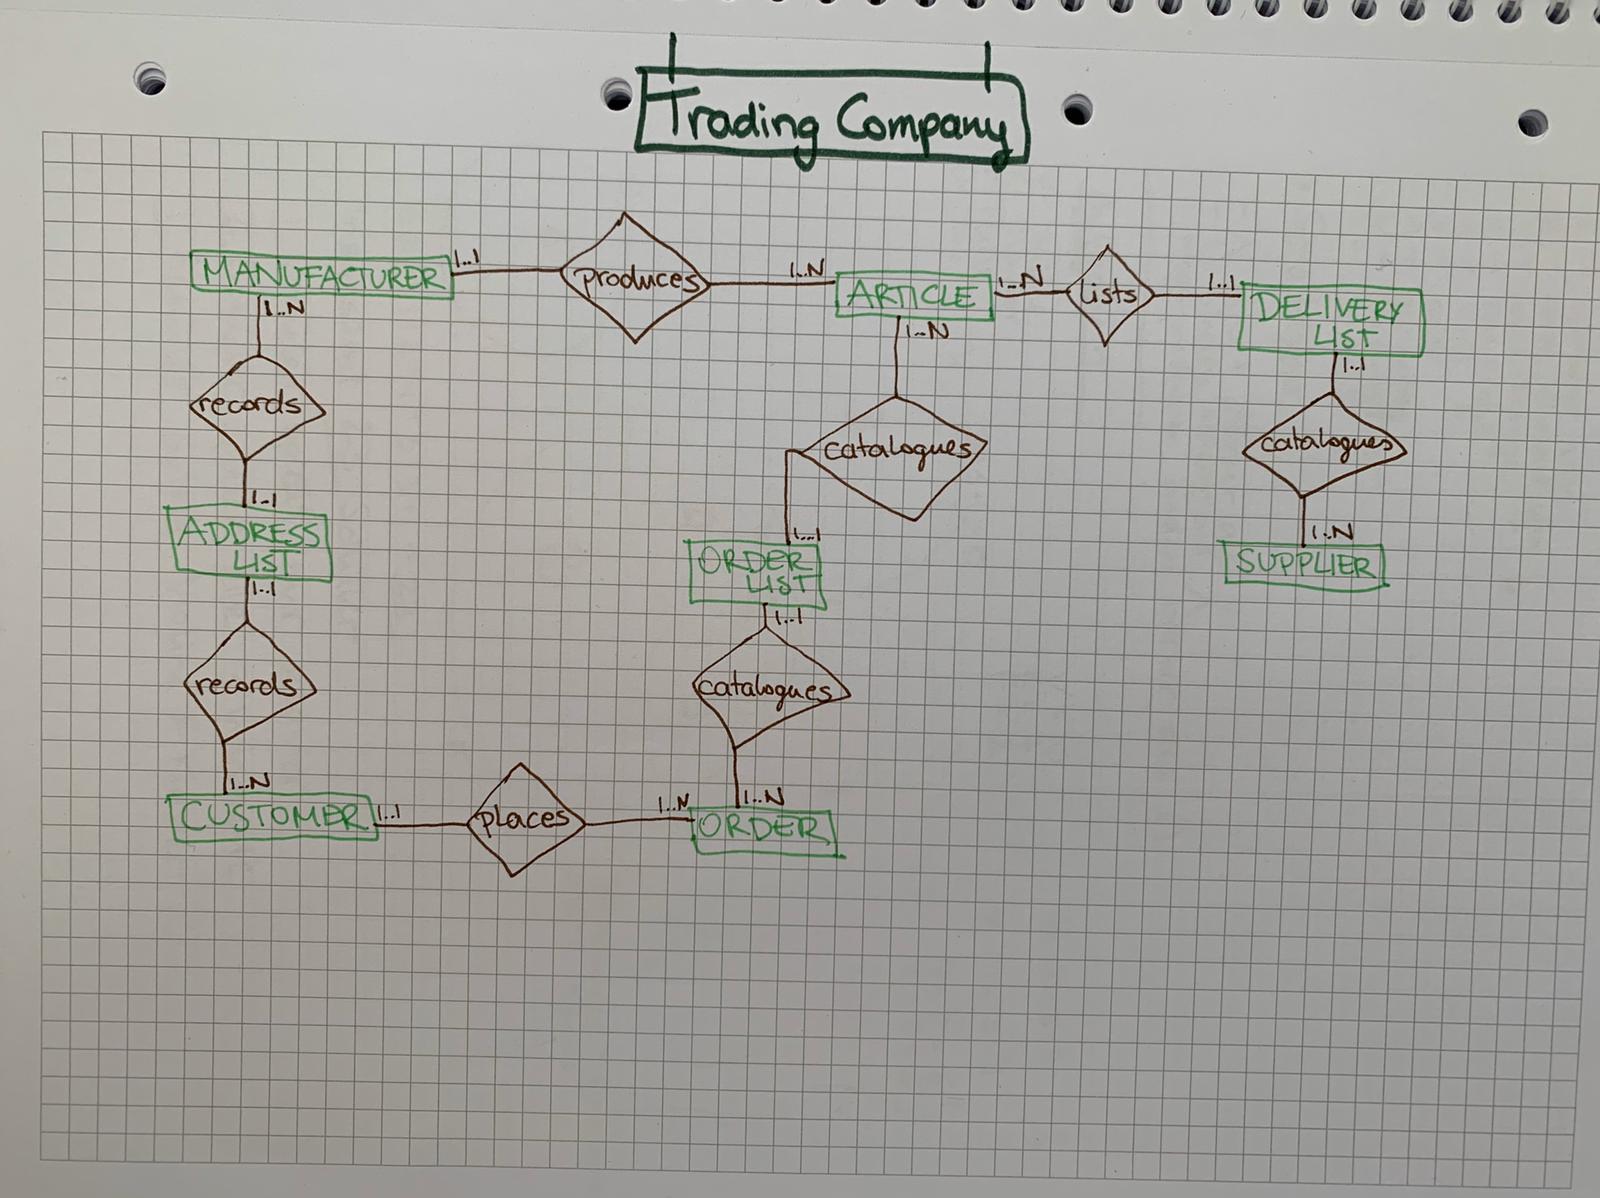 Trading Company
MANUFACTURER
1..1
produces
1..N
ARTICLE
1..N
lists
1..1
DELIVERY
LIST
1..N
records
1..1
ADDRESS
LIST
1..1
records
1..N
CUSTOMER
1..1
places
1..N
ORDER
1..N
catalogues
1..1
ORDER
LIST
1...1
catalogues
1..N
1..1
catalogues
1..N
SUPPLIER